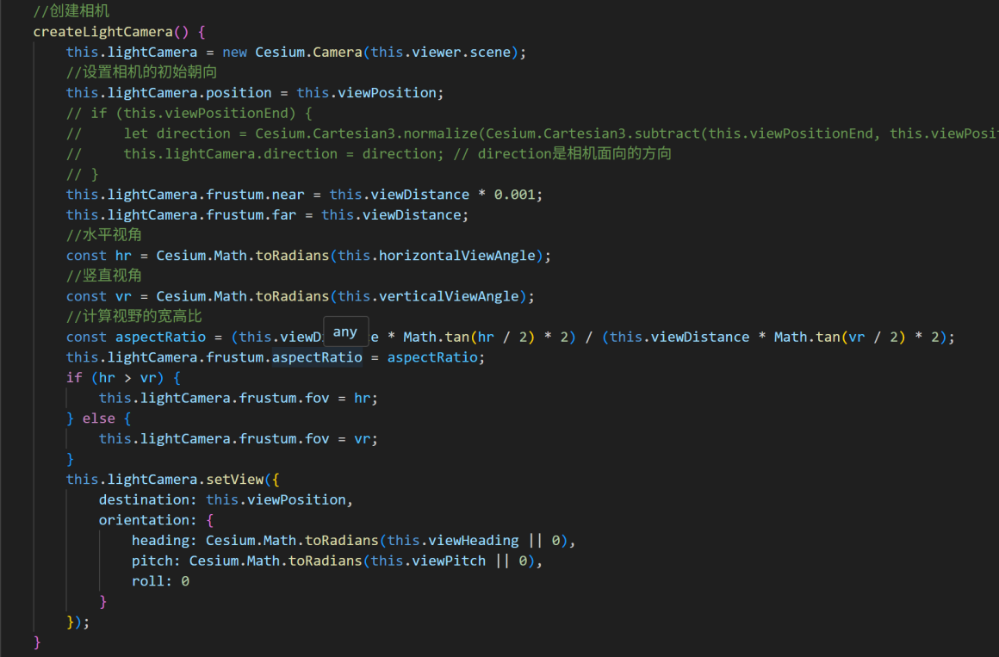 //创建相机
createLightCamera() {
this.lightCamera = new Cesium.Camera(this.viewer.scene);
//设置相机的初始朝向
this.lightCamera.position = this.viewPosition;
// if (this.viewPositionEnd) {
//     let direction = Cesium.Cartesian3.normalize(Cesium.Cartesian3.subtract(this.viewPositionEnd, this.viewPosit
//     this.lightCamera.direction = direction; // direction是相机面向的方向
// }
this.lightCamera.frustum.near = this.viewDistance * 0.001;
this.lightCamera.frustum.far = this.viewDistance;
//水平视角
const hr = Cesium.Math.toRadians(this.horizontalViewAngle);
//竖直视角
const vr = Cesium.Math.toRadians(this.verticalViewAngle);
//计算视野的宽高比
const aspectRatio = (this.viewDi any e * Math.tan(hr / 2) * 2) / (this.viewDistance * Math.tan(vr / 2) * 2);
this.lightCamera.frustum.aspectRatio = aspectRatio;
if (hr > vr) {
this.lightCamera.frustum.fov = hr;
} else {
this.lightCamera.frustum.fov = vr;
}
this.lightCamera.setView({
destination: this.viewPosition,
orientation: {
heading: Cesium.Math.toRadians(this.viewHeading || 0),
pitch: Cesium.Math.toRadians(this.viewPitch || 0),
roll: 0
}
});
}